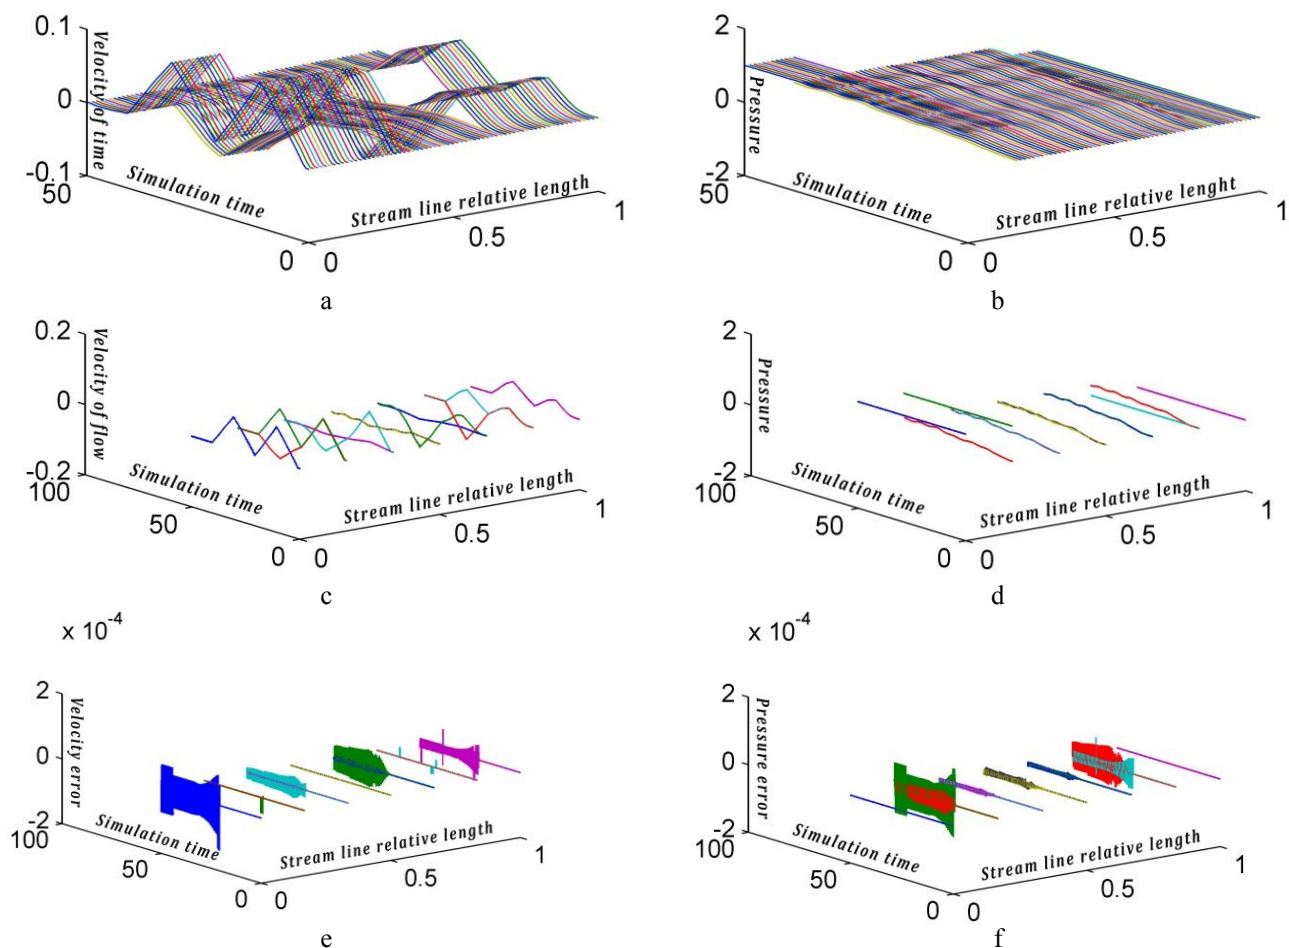 0.1
0
-0.1
Velocity of time
50
Simulation time
0
0
Stream line relative length
0.5
1
a
2
0
-2
Pressure
50
Simulation time
0
0
Stream line relative lenght
0.5
1
b
0.2
0
-0.2
Velocity of flow
100
50
Simulation time
0
0
Stream line relative length
0.5
1
c
2
0
-2
Pressure
100
50
Simulation time
0
0
Stream line relative length
0.5
1
d
x 10-4
2
0
-2
Velocity error
100
50
Simulation time
0
0
Stream line relative length
0.5
1
e
x 10-4
2
0
-2
Pressure error
100
50
Simulation time
0
0
Stream line relative length
0.5
1
f